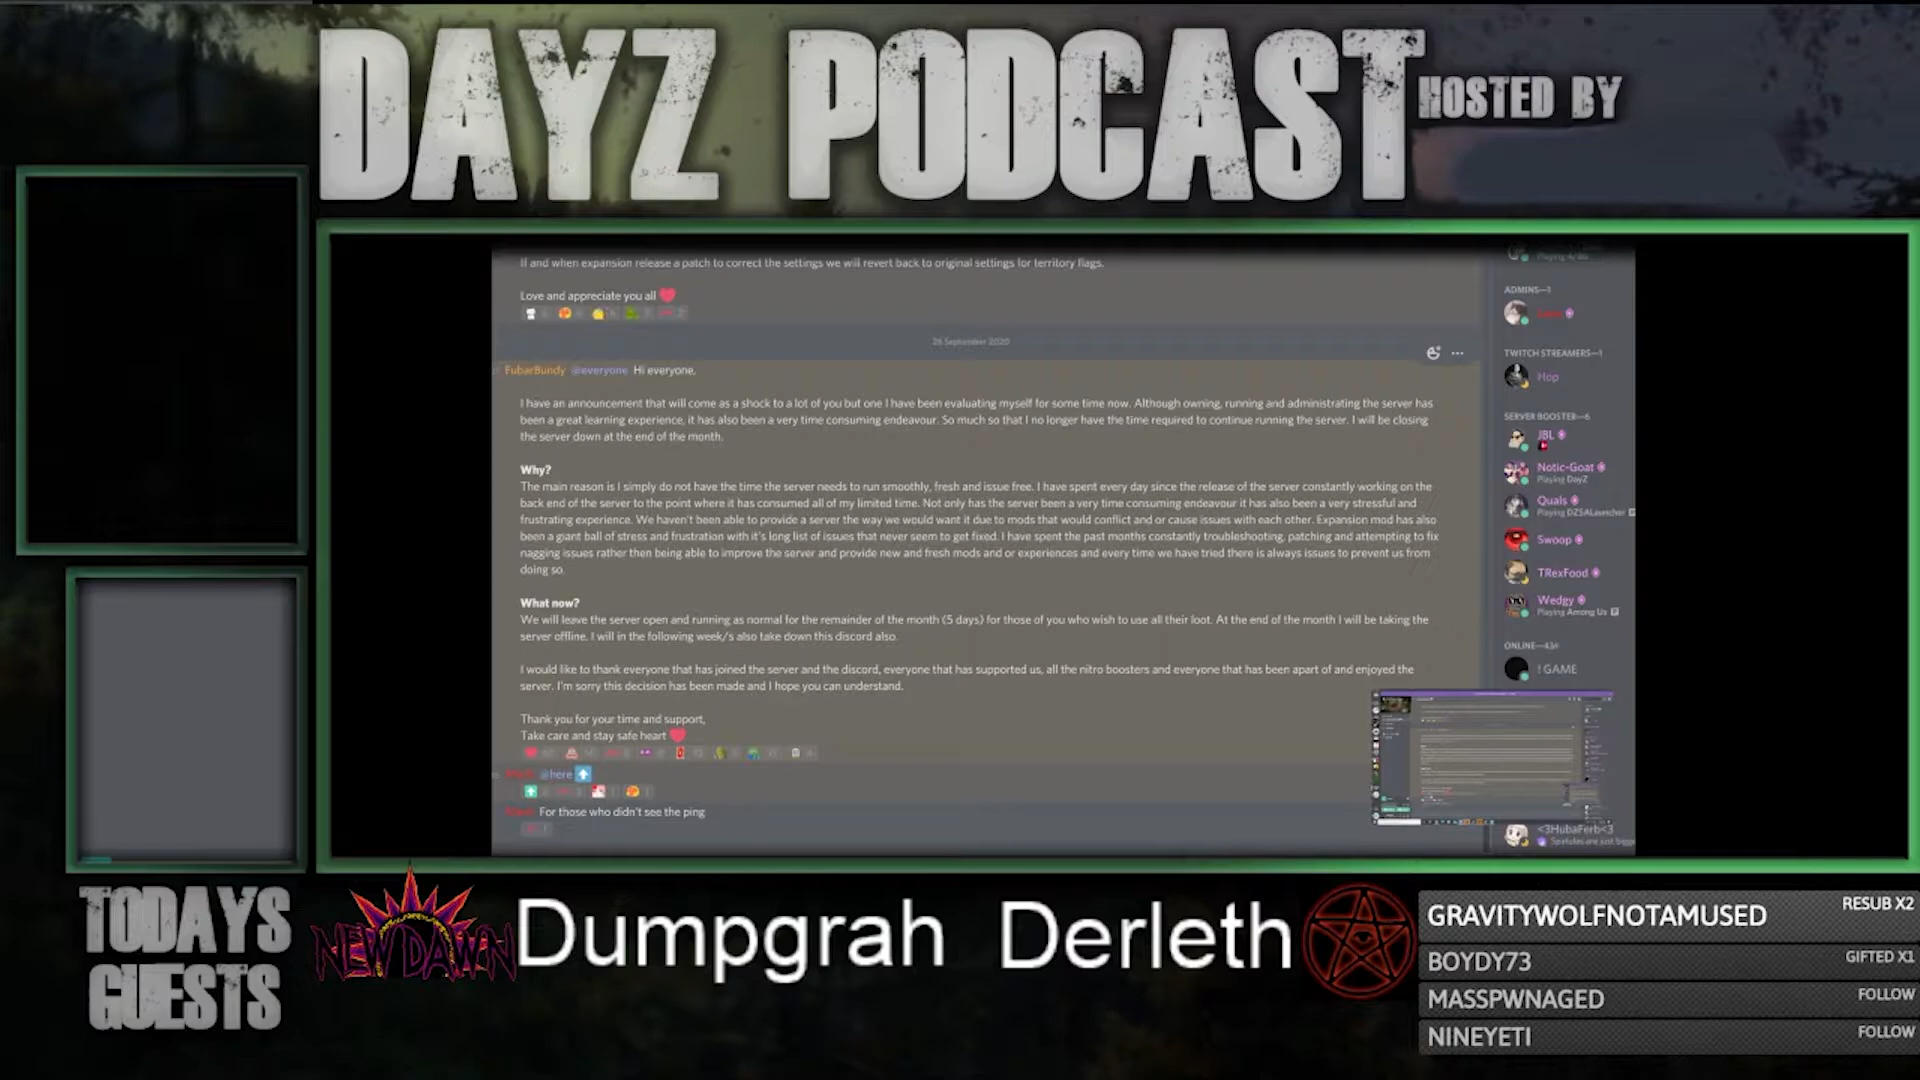 DAYZ PODCAST
HOSTED BY
If and when expansion release a patch to correct the settings we will revert back to original settings for territory flags.
Love and appreciate you all
26 September 2020
FubarBundy @everyone Hi everyone,
I have an announcement that will come as a shock to a lot of you but one I have been evaluating myself for some time now. Although owning, running and administrating the server has
been a great learning experience, it has also been a very time consuming endeavour. So much so that I no longer have the time required to continue running the server. I will be closing
the server down at the end of the month.
Why?
The main reason is I simply do not have the time the server needs to run smoothly, fresh and issue free. I have spent every day since the release of the server constantly working on the
back end of the server to the point where it has consumed all of my limited time. Not only has the server been a very time consuming endeavour it has also been a very stressful and
frustrating experience. We haven't been able to provide a server the way we would want it due to mods that would conflict and or cause issues with each other. Expansion mod has also
been a giant ball of stress and frustration with it's long list of issues that never seem to get fixed. I have spent the past months constantly troubleshooting, patching and attempting to fix
nagging issues rather then being able to improve the server and provide new and fresh mods and or experiences and every time we have tried there is always issues to prevent us from
doing so.
What now?
We will leave the server open and running as normal for the remainder of the month (5 days) for those of you who wish to use all their loot. At the end of the month I will be taking the
server offline. I will in the following week/s also take down this discord also.
I would like to thank everyone that has joined the server and the discord, everyone that has supported us, all the nitro boosters and everyone that has been apart of and enjoyed the
server. I'm sorry this decision has been made and I hope you can understand.
Thank you for your time and support,
Take care and stay safe heart
@here
For those who didn't see the ping
ADMINS—1
TWITCH STREAMERS—1
Hop
SERVER BOOSTER—6
JBL
Notic-Goat
Playing DayZ
Quals
Playing DZSALauncher
Swoop
TRexFood
Wedgy
Playing Among Us
ONLINE—43
! GAME
<3HubaFerb<3
Spatules are just bigge
TODAYS
GUESTS
NEW DAWN
Dumpgrah
Derleth
GRAVITYWOLFNOTAMUSED RESUB X2
BOYDY73 GIFTED X1
MASSPWNAGED FOLLOW
NINEYETI FOLLOW